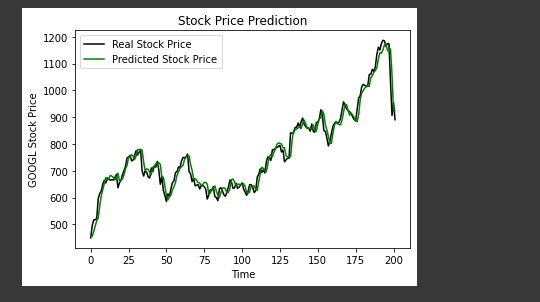 Stock Price Prediction
Real Stock Price
Predicted Stock Price
GOOGL Stock Price
1200
1100
1000
900
800
700
600
500
0 25 50 75 100 125 150 175 200
Time